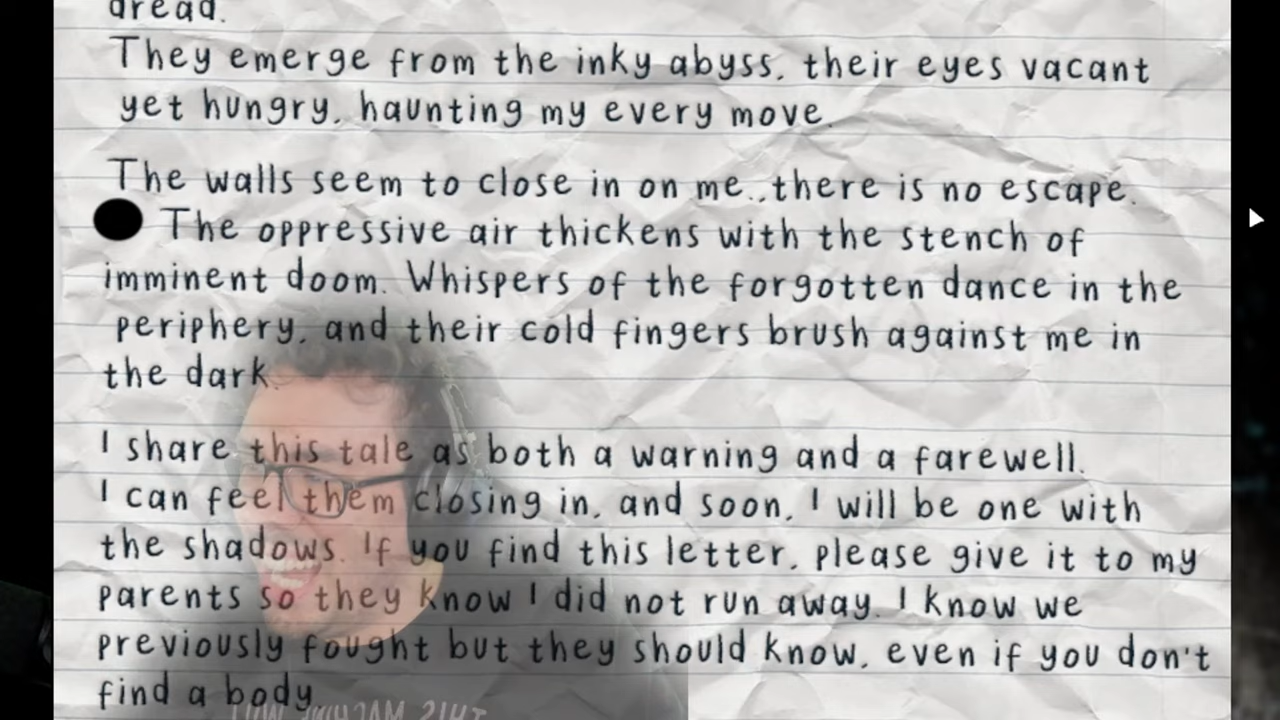 dread.
They emerge from the inky abyss, their eyes vacant
yet hungry, haunting my every move.
The walls seem to close in on me..,there is no escape.
The oppressive air thickens with the stench of
imminent doom. Whispers of the forgotten dance in the
periphery, and their cold fingers brush against me in
the dark.
I share this tale as both a warning and a farewell.
I can feel them closing in, and soon, I will be one with
the shadows. If you find this letter, please give it to my
parents so they know I did not run away. I know we
previously fought but they should know, even if you don't
find a body